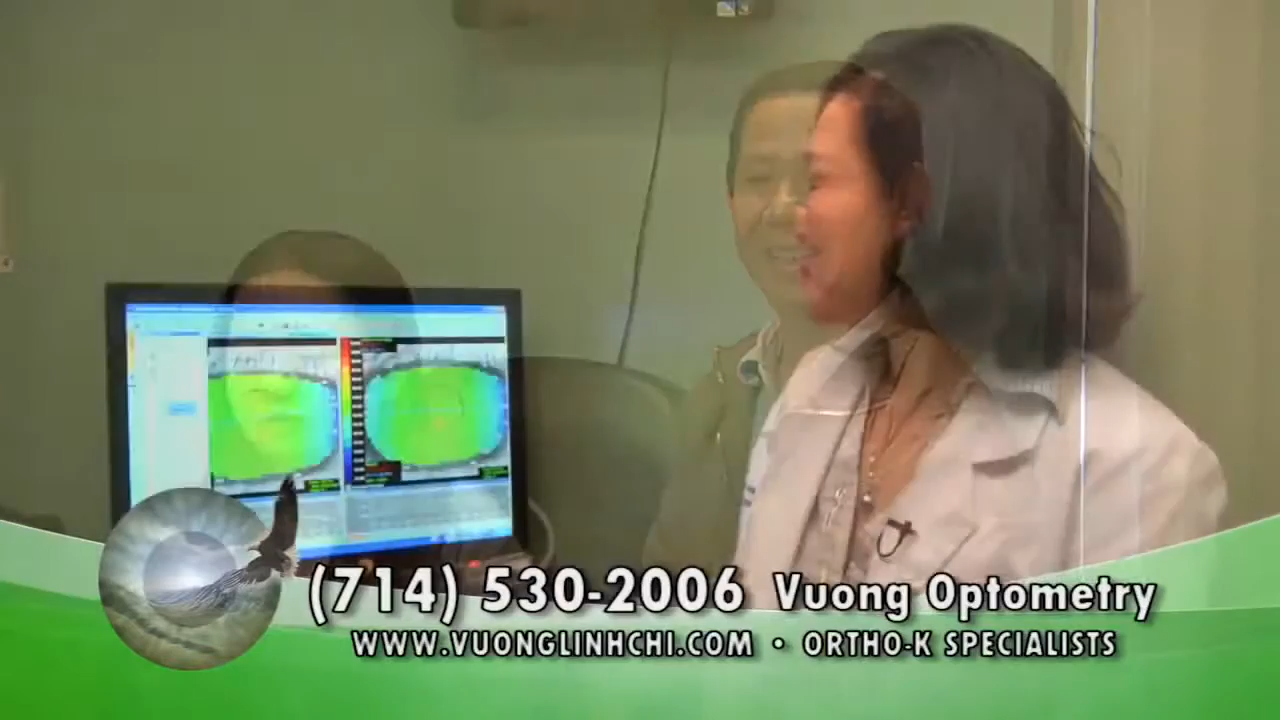 (714) 530-2006 Vuong Optometry
WWW.VUONGLINHCHI.COM • ORTHO-K SPECIALISTS